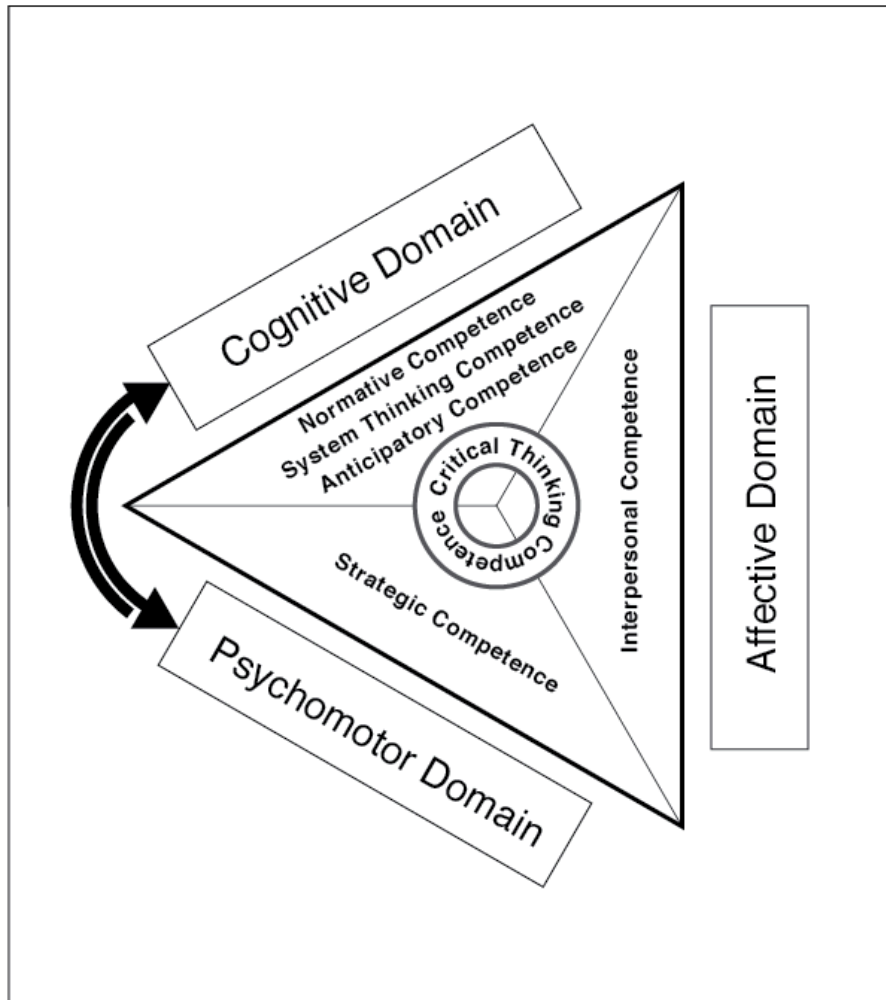 Cognitive Domain
Normative Competence
System Thinking Competence
Anticipatory Competence
Critical Thinking Competence
Interpersonal Competence
Affective Domain
Strategic Competence
Psychomotor Domain